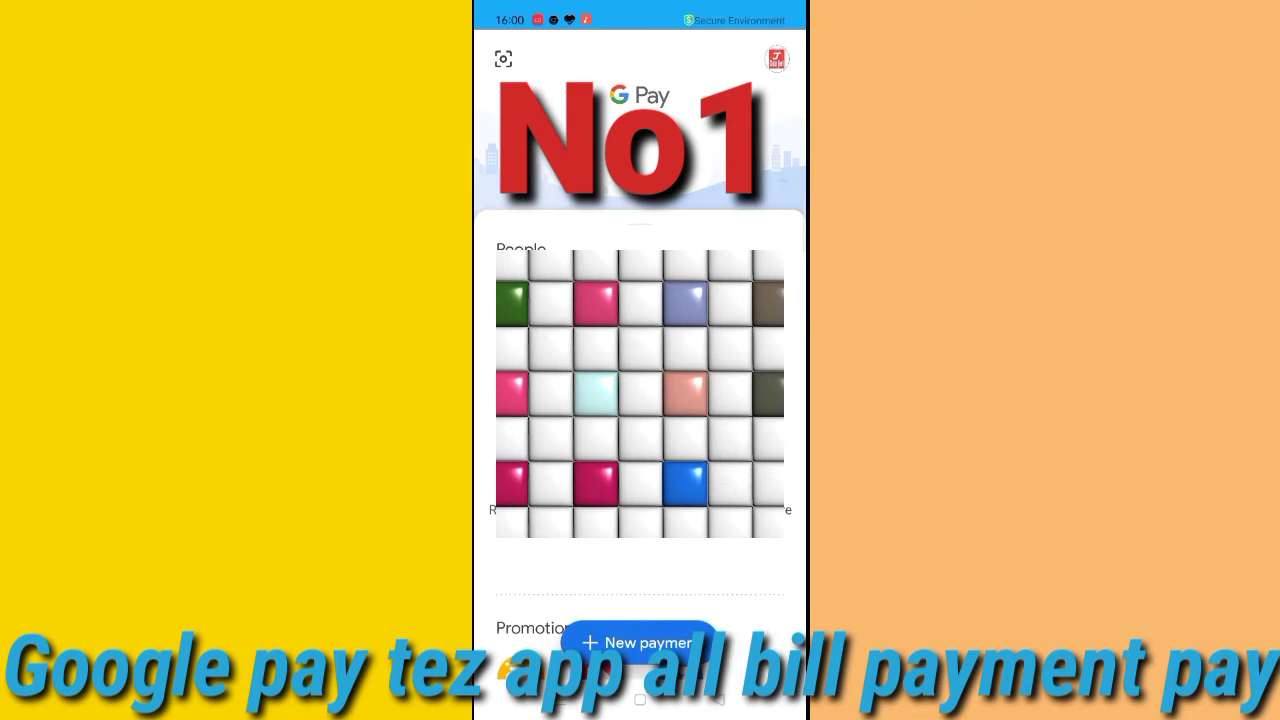 16:00
Secure Environment
G Pay
No1
People
R
e
Promotion
+ New payment
Google pay tez app all bill payment pay